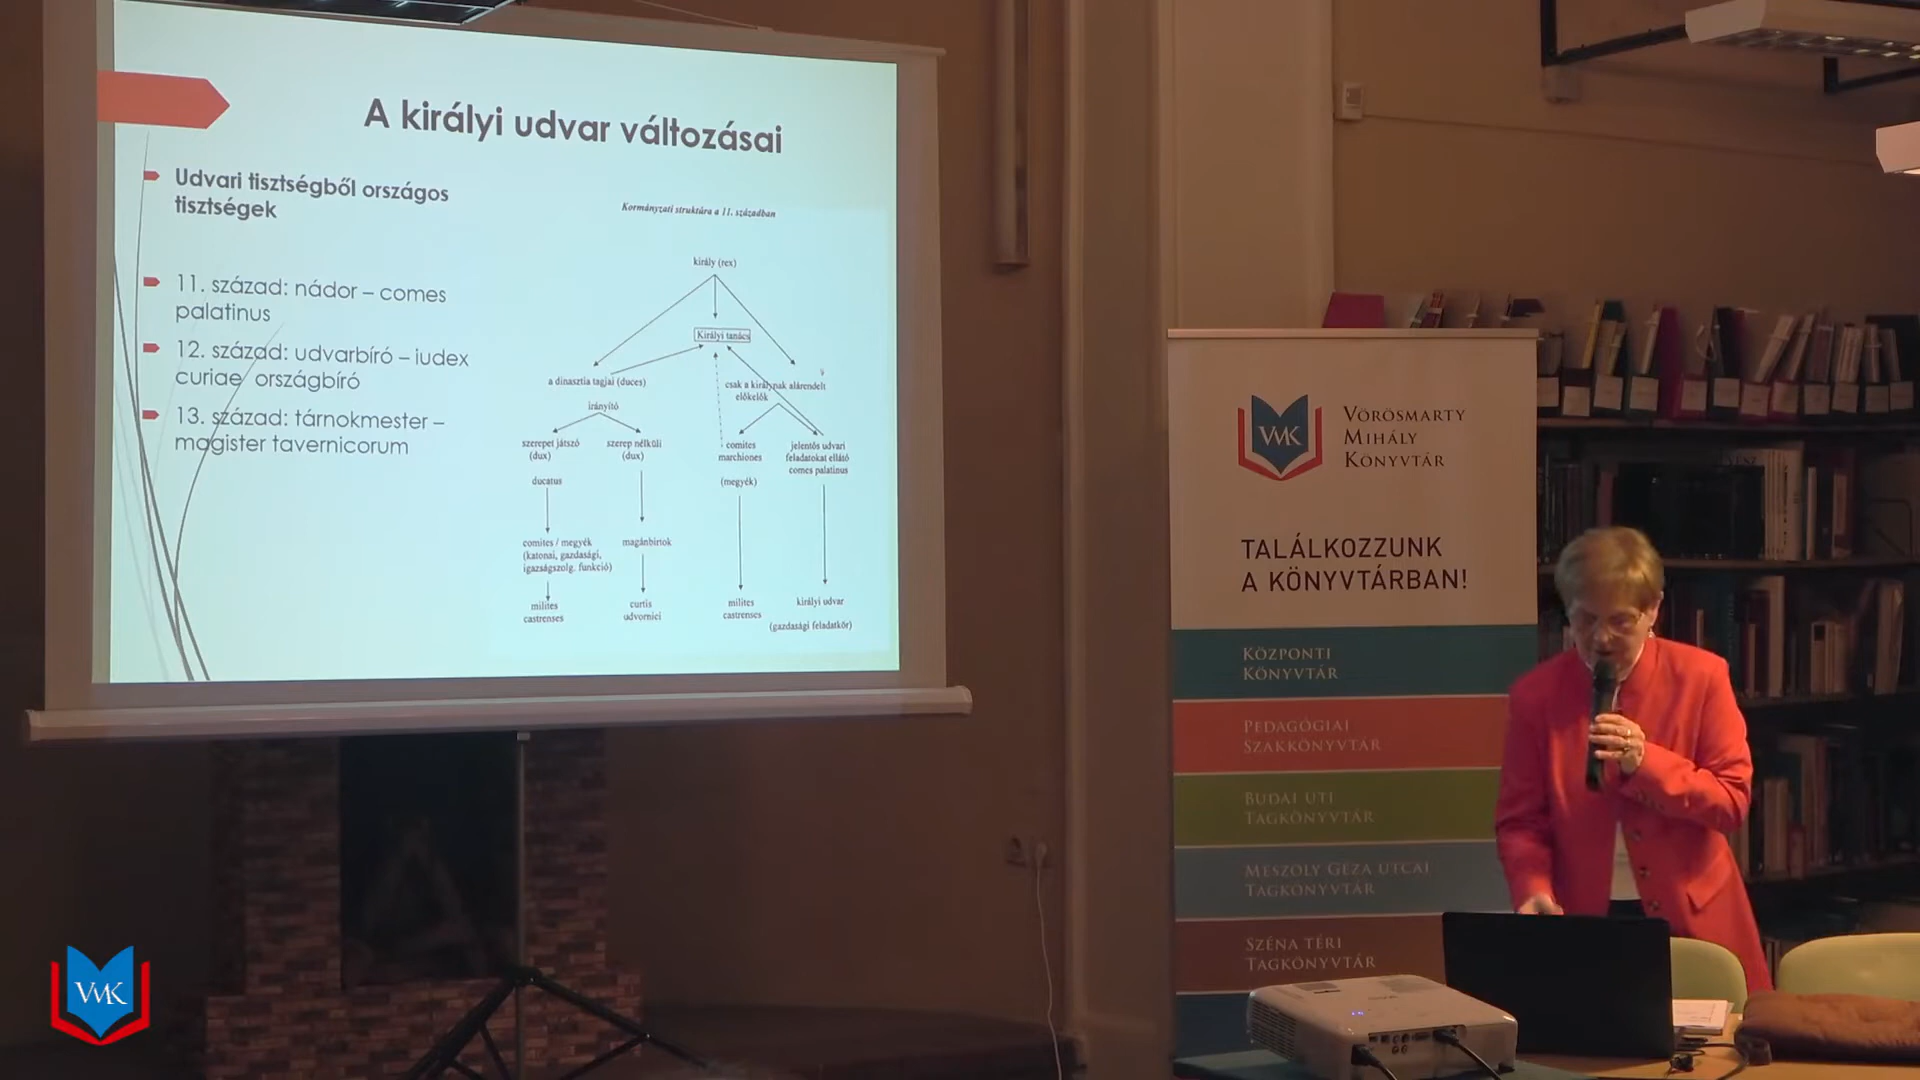 A királyi udvar változásai
Udvari tisztségből országos
tisztségek
11. század: nádor – comes
palatinus
12. század: udvarbíró – iudex
curiae országbíró
13. század: tárnokmester –
magister tavernicorum
Kormányzati struktúra a 11. században
király (rex)
Királyi tanács
a dinasztia tagjai (duces)
csak a királynak alárendelt
előkelők
irányító
szerepet játszó
(dux)
szerep nélküli
(dux)
comites
marchiones
jelentős udvari
feladatokat ellátó
comes palatinus
ducatus
(megyék)
comites / megyék
(katonai, gazdasági,
igazságszolg. funkció)
magánbirtok
milites
castrenses
curtis
udvornici
milites
castrenses
királyi udvar
(gazdasági feladatkör)
VMK
VÖRÖSMARTY
MIHÁLY
KÖNYVTÁR
TALÁLKOZZUNK
A KÖNYVTÁRBAN!
KÖZPONTI
KÖNYVTÁR
PEDAGÓGIAI
SZAKKÖNYVTÁR
BUDAI ÚTI
TAGKÖNYVTÁR
MÉSZÖLY GÉZA UTCAI
TAGKÖNYVTÁR
SZÉNA TÉRI
TAGKÖNYVTÁR
VMK